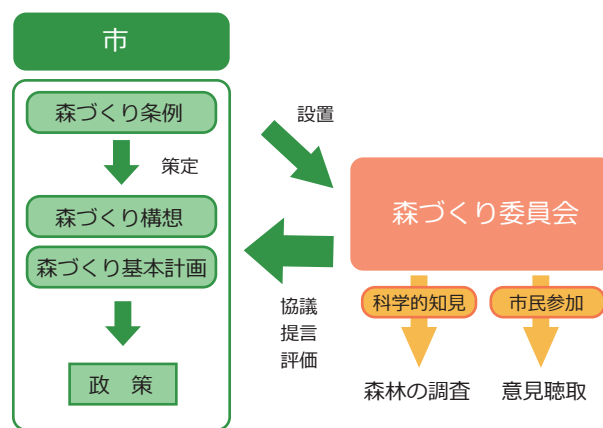 市
森づくり条例
策定
森づくり構想
森づくり基本計画
政 策
設置
協議
提言
評価
森づくり委員会
科学的知見
市民参加
森林の調査
意見聴取